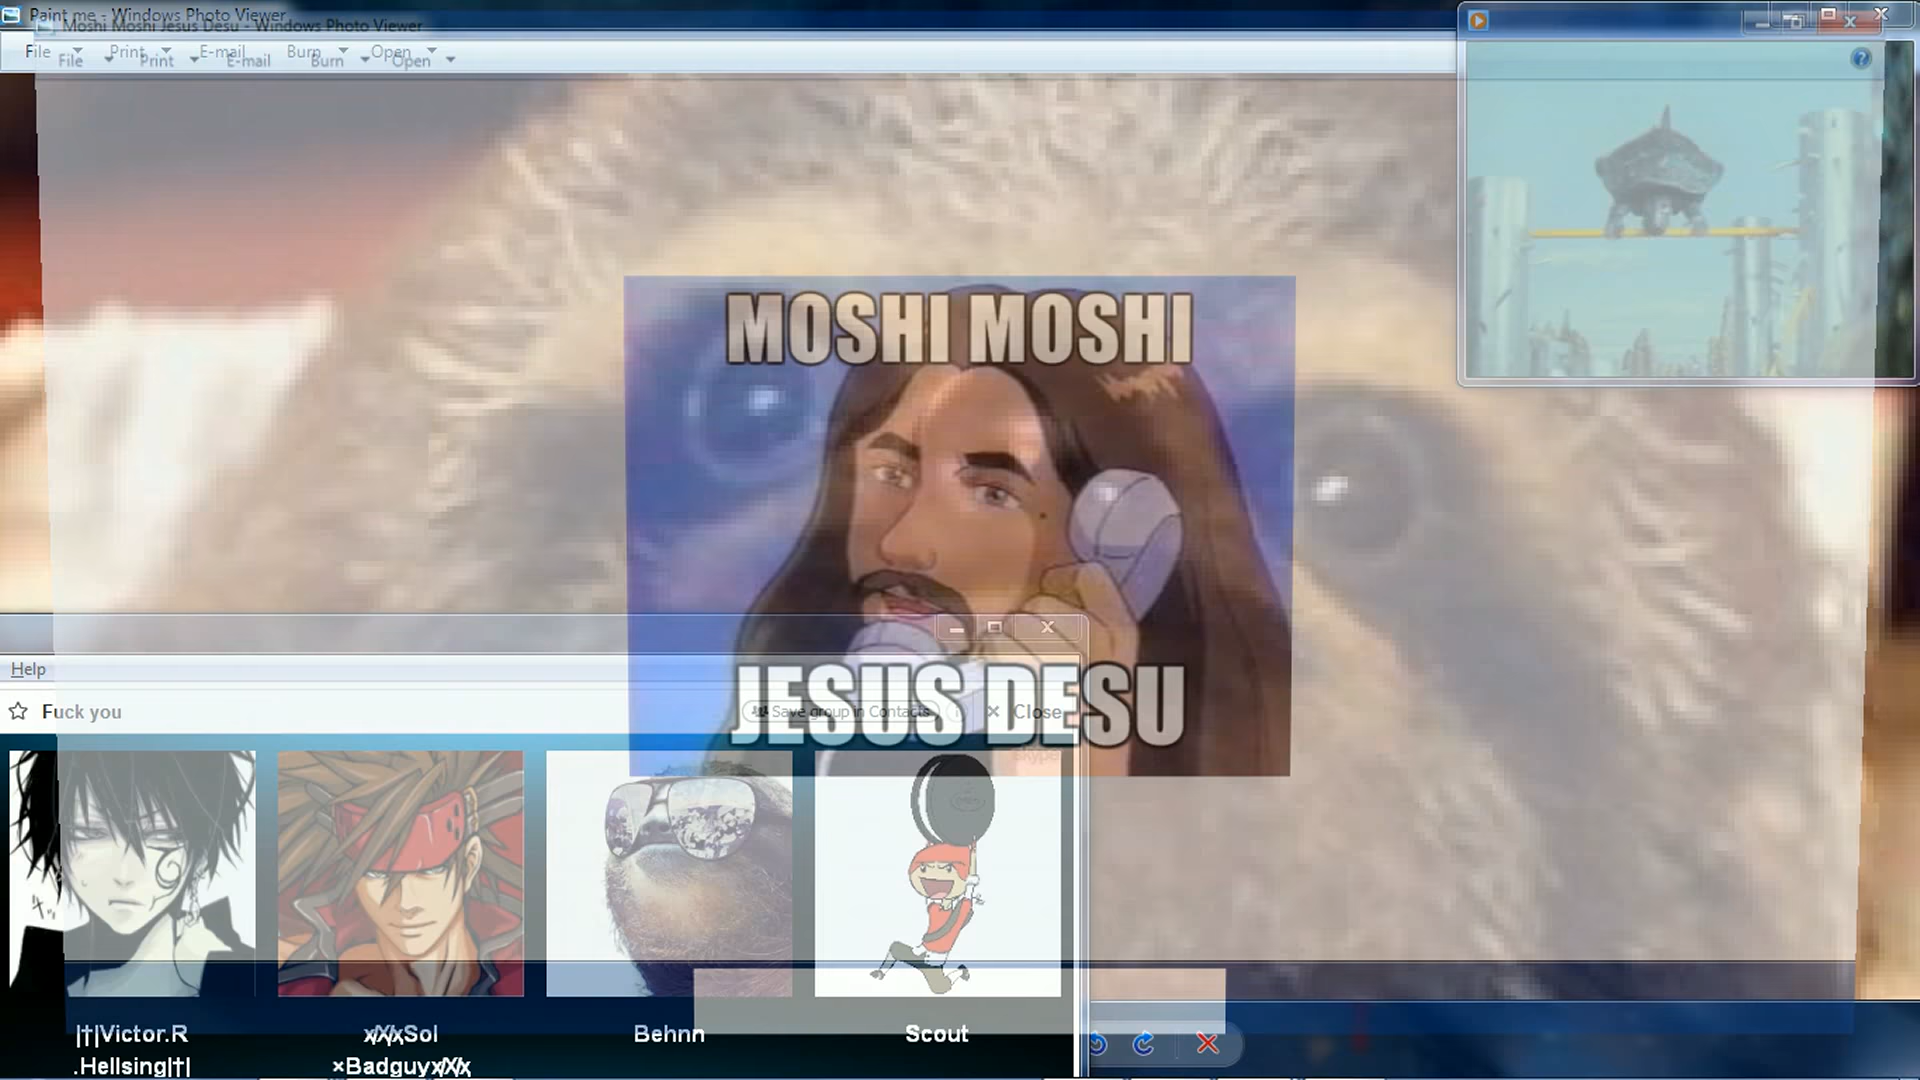 Paint me - Windows Photo Viewer
Moshi Moshi Jesus Desu - Windows Photo Viewer
File Print E-mail Burn Open
File Print E-mail Burn Open
MOSHI MOSHI
JESUS DESU
Help
Fuck you
Save group in Contacts
Close
skype
|†|Victor.R
.Hellsing|†|
Behnn
Scout